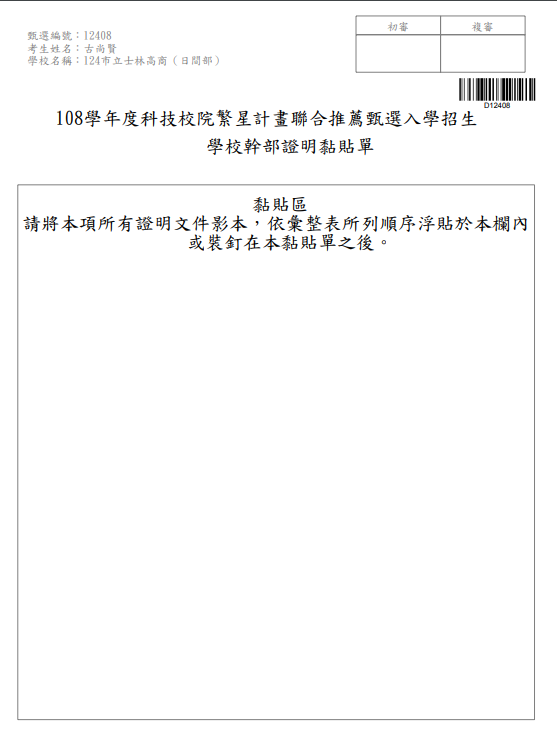 甄選編號：12408
考生姓名：古尚賢
學校名稱：124市立士林高商（日間部）
初審
複審
D12408
108學年度科技校院繁星計畫聯合推薦甄選入學招生
學校幹部證明黏貼單
黏貼區
請將本項所有證明文件影本，依彙整表所列順序浮貼於本欄內
或裝釘在本黏貼單之後。